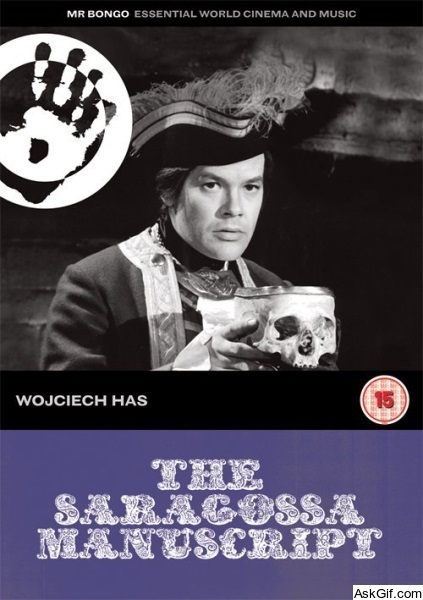 MR BONGO ESSENTIAL WORLD CINEMA AND MUSIC
WOJCIECH HAS
15
THE
SARAGOSSA
MANUSCRIPT
AskGif.com